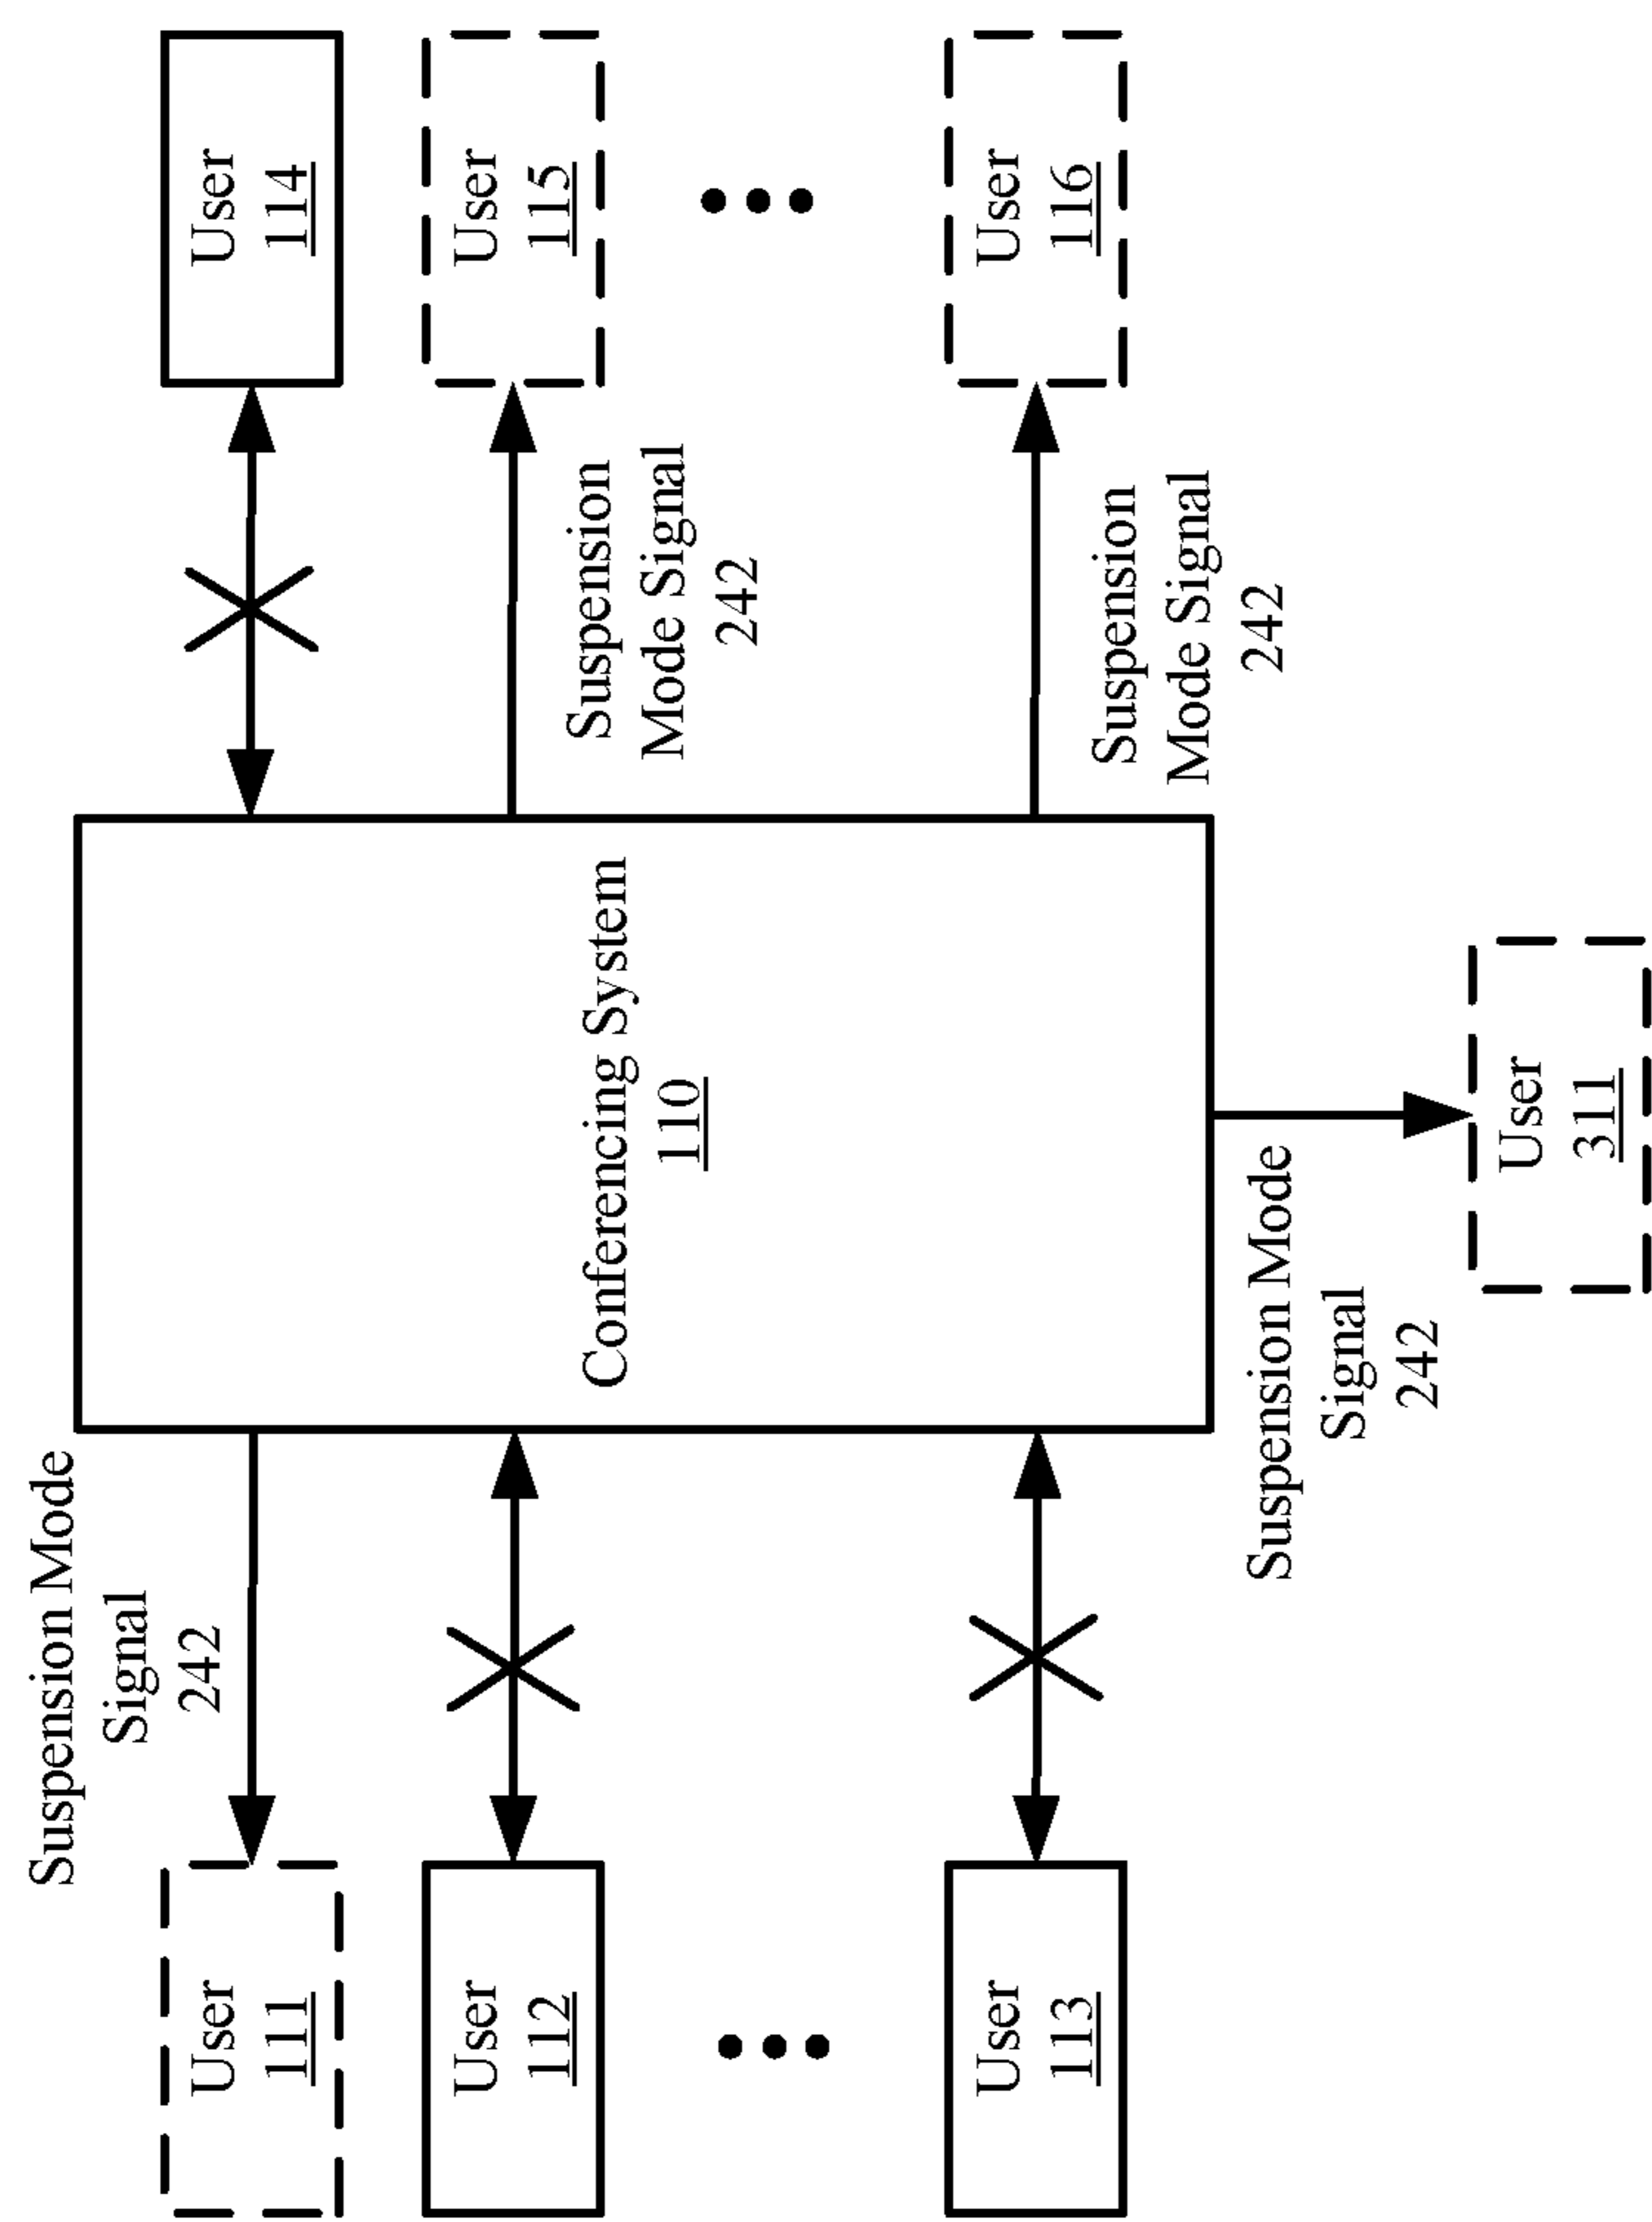 Suspension Mode
Signal
242
User
111
User
112
User
113
Conferencing System
110
User
114
User
115
Suspension
Mode Signal
242
User
116
Suspension
Mode Signal
242
Suspension Mode
Signal
242
User
311